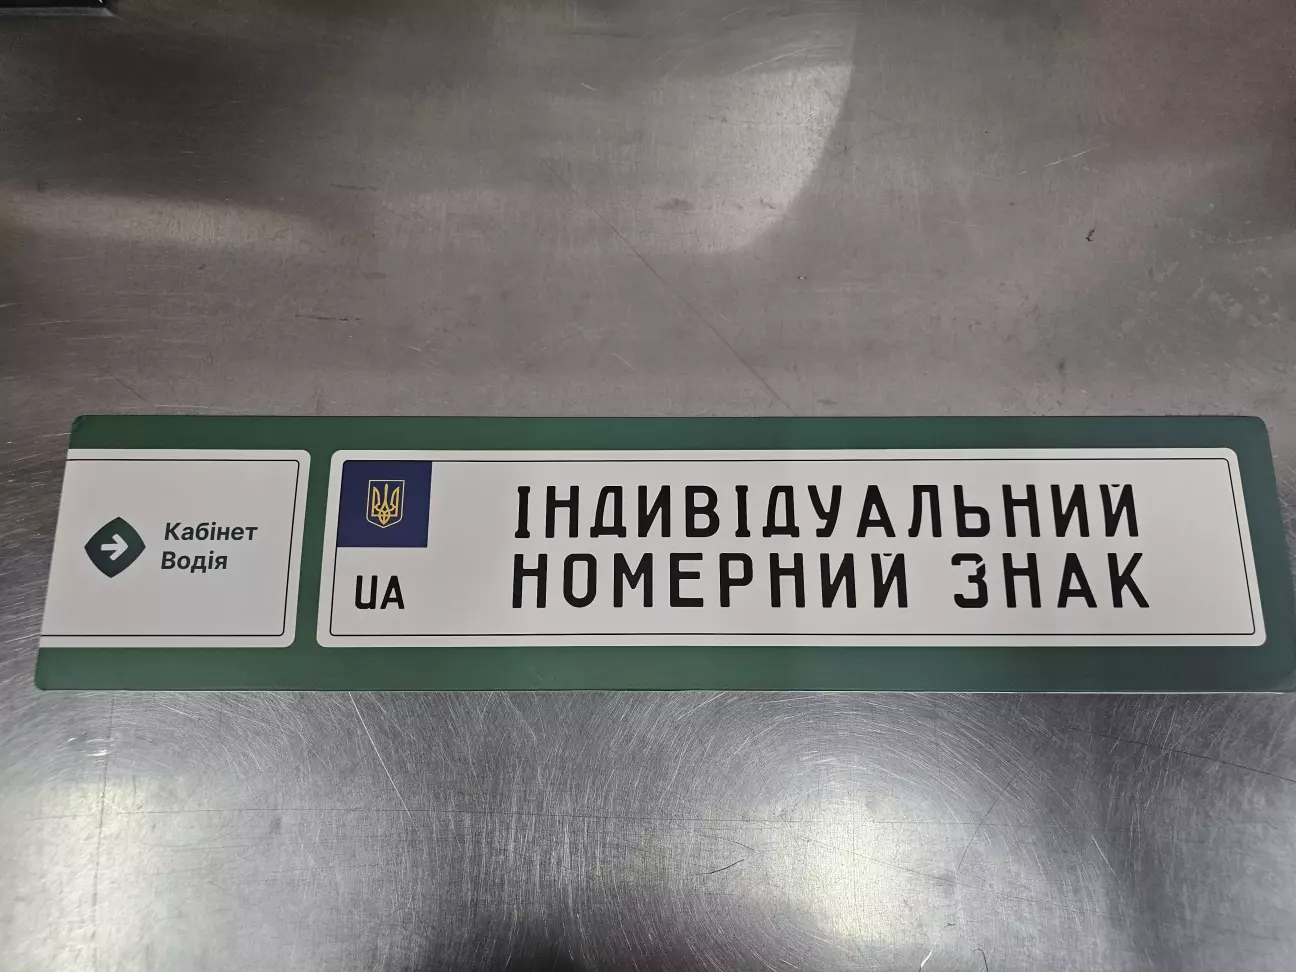 Кабінет
Водія
UA
ІНДИВІДУАЛЬНИЙ
НОМЕРНИЙ ЗНАК